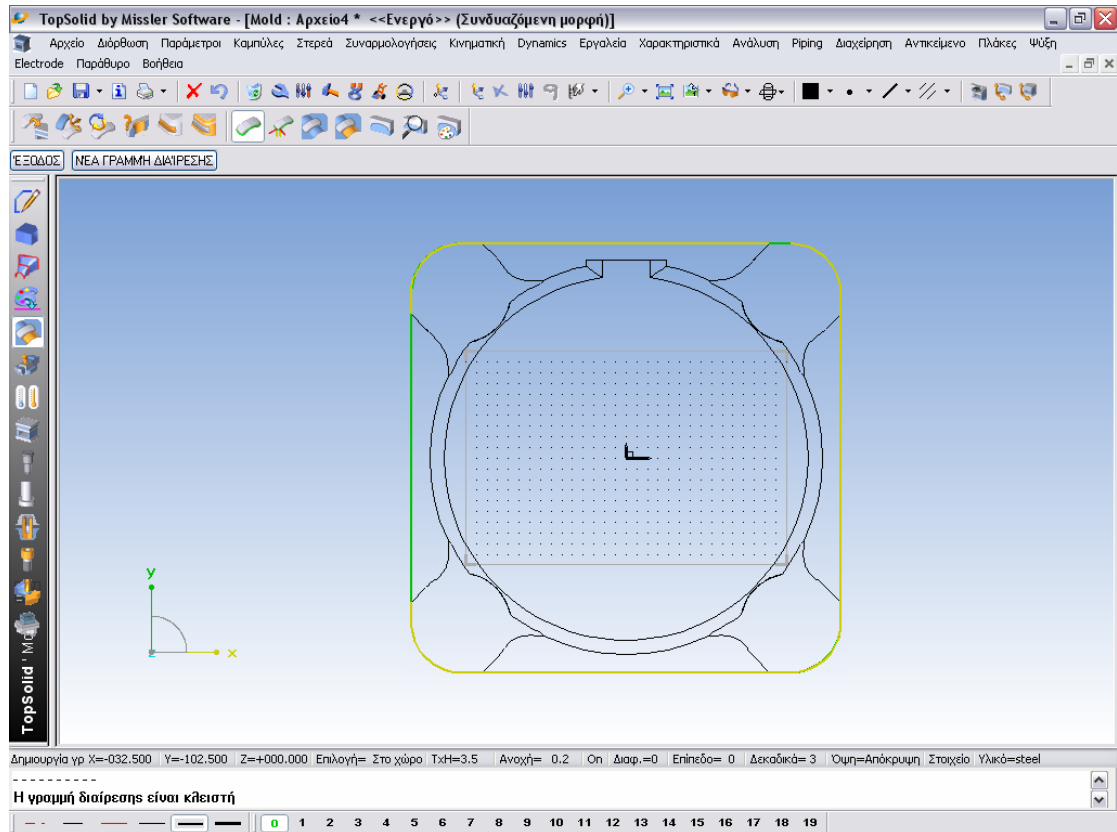 TopSolid by Missler Software - [Mold : Αρχείο4 * <<Ενεργό>> (Συνδυαζόμενη μορφή)]
Αρχείο Διόρθωση Παράμετροι Καμπύλες Στερεά Συναρμολογήσεις Κινηματική Dynamics Εργαλεία Χαρακτηριστικά Ανάλυση Piping Διαχείρηση Αντικείμενο Πλάκες Ψύξη
Electrode Παράθυρο Βοήθεια
ΈΞΟΔΟΣ ΝΈΑ ΓΡΑΜΜΉ ΔΙΑΊΡΕΣΗΣ
y
x
z
TopSolid'Mo
Δημιουργία γρ X=-032.500 Y=-102.500 Z=+000.000 Επιλογή= Στο χώρο TxH=3.5 Ανοχή= 0.2 On Διαφ.=0 Επίπεδο= 0 Δεκαδικά= 3 Όψη=Απόκρυψη Στοιχείο Υλικό=steel
----------
Η γραμμή διαίρεσης είναι κλειστή
0 1 2 3 4 5 6 7 8 9 10 11 12 13 14 15 16 17 18 19